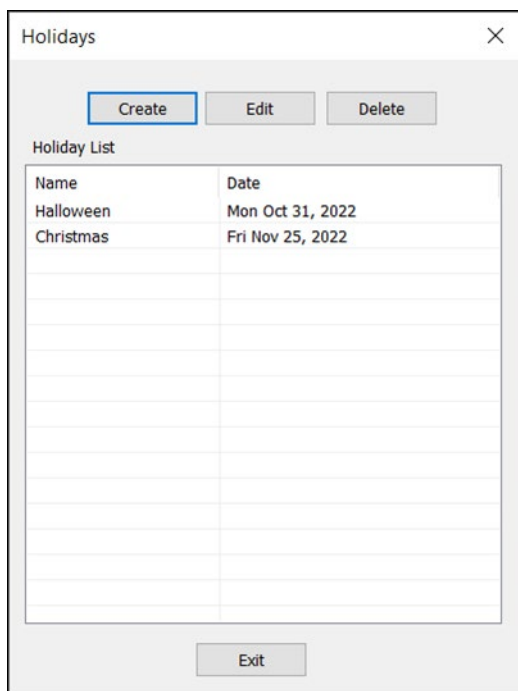 Holidays
Create Edit Delete
Holiday List
Name Date
Halloween Mon Oct 31, 2022
Christmas Fri Nov 25, 2022
Exit